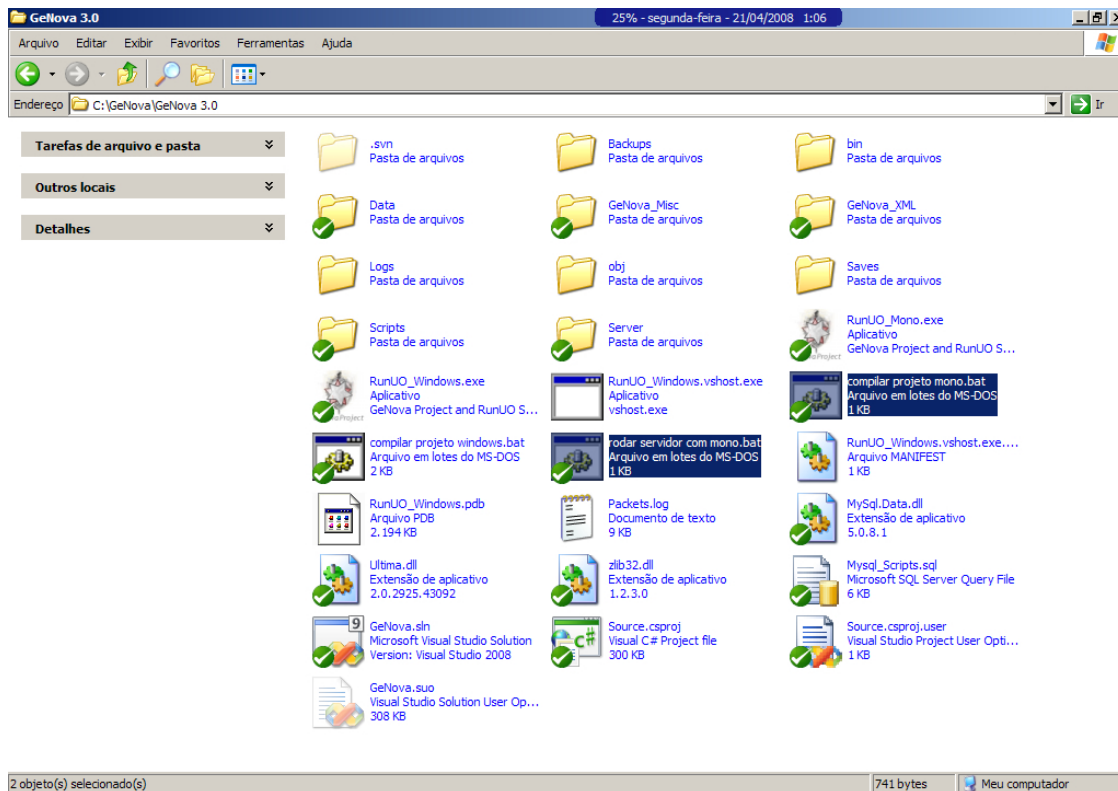 GeNova 3.0
25% - segunda-feira - 21/04/2008 1:06
Arquivo Editar Exibir Favoritos Ferramentas Ajuda
Endereço C:\GeNova\GeNova 3.0 Ir
Tarefas de arquivo e pasta
Outros locais
Detalhes
.svn
Pasta de arquivos
Backups
Pasta de arquivos
bin
Pasta de arquivos
Data
Pasta de arquivos
GeNova_Misc
Pasta de arquivos
GeNova_XML
Pasta de arquivos
Logs
Pasta de arquivos
obj
Pasta de arquivos
Saves
Pasta de arquivos
Scripts
Pasta de arquivos
Server
Pasta de arquivos
RunUO_Mono.exe
Aplicativo
GeNova Project and RunUO S...
RunUO_Windows.exe
Aplicativo
GeNova Project and RunUO S...
RunUO_Windows.vshost.exe
Aplicativo
vshost.exe
compilar projeto mono.bat
Arquivo em lotes do MS-DOS
1 KB
compilar projeto windows.bat
Arquivo em lotes do MS-DOS
2 KB
rodar servidor com mono.bat
Arquivo em lotes do MS-DOS
1 KB
RunUO_Windows.vshost.exe....
Arquivo MANIFEST
1 KB
RunUO_Windows.pdb
Arquivo PDB
2.194 KB
Packets.log
Documento de texto
9 KB
MySql.Data.dll
Extensão de aplicativo
5.0.8.1
Ultima.dll
Extensão de aplicativo
2.0.2925.43092
zlib32.dll
Extensão de aplicativo
1.2.3.0
Mysql_Scripts.sql
Microsoft SQL Server Query File
6 KB
GeNova.sln
Microsoft Visual Studio Solution
Version: Visual Studio 2008
Source.csproj
Visual C# Project file
300 KB
Source.csproj.user
Visual Studio Project User Opti...
1 KB
GeNova.suo
Visual Studio Solution User Op...
308 KB
2 objeto(s) selecionado(s) 741 bytes Meu computador